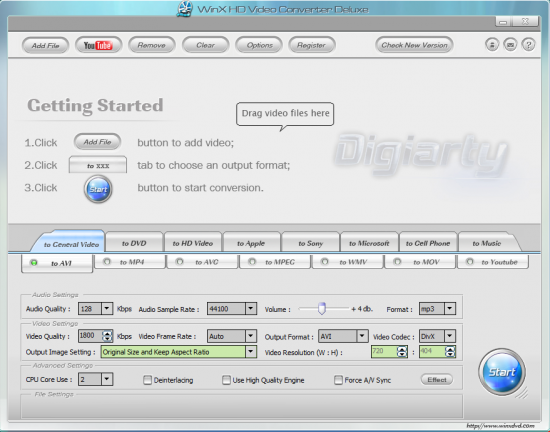 WinX HD Video Converter Deluxe
Add File YouTube Remove Clear Options Register Check New Version
Getting Started
Drag video files here
1.Click Add File button to add video;
2.Click to xxx tab to choose an output format;
3.Click Start button to start conversion.
Digiarty
to General Video to DVD to HD Video to Apple to Sony to Microsoft to Cell Phone to Music
to AVI to MP4 to AVC to MPEG to WMV to MOV to Youtube
Audio Settings
Audio Quality : 128 Kbps Audio Sample Rate : 44100 Volume : + 4 db. Format : mp3
Video Settings
Video Quality : 1800 Kbps Video Frame Rate : Auto Output Format : AVI Video Codec : DivX
Output Image Setting : Original Size and Keep Aspect Ratio Video Resolution (W : H) : 720 : 404
Advanced Settings
CPU Core Use : 2 Deinterlacing Use High Quality Engine Force A/V Sync Effect
Start
File Settings
http://www.winxdvd.com